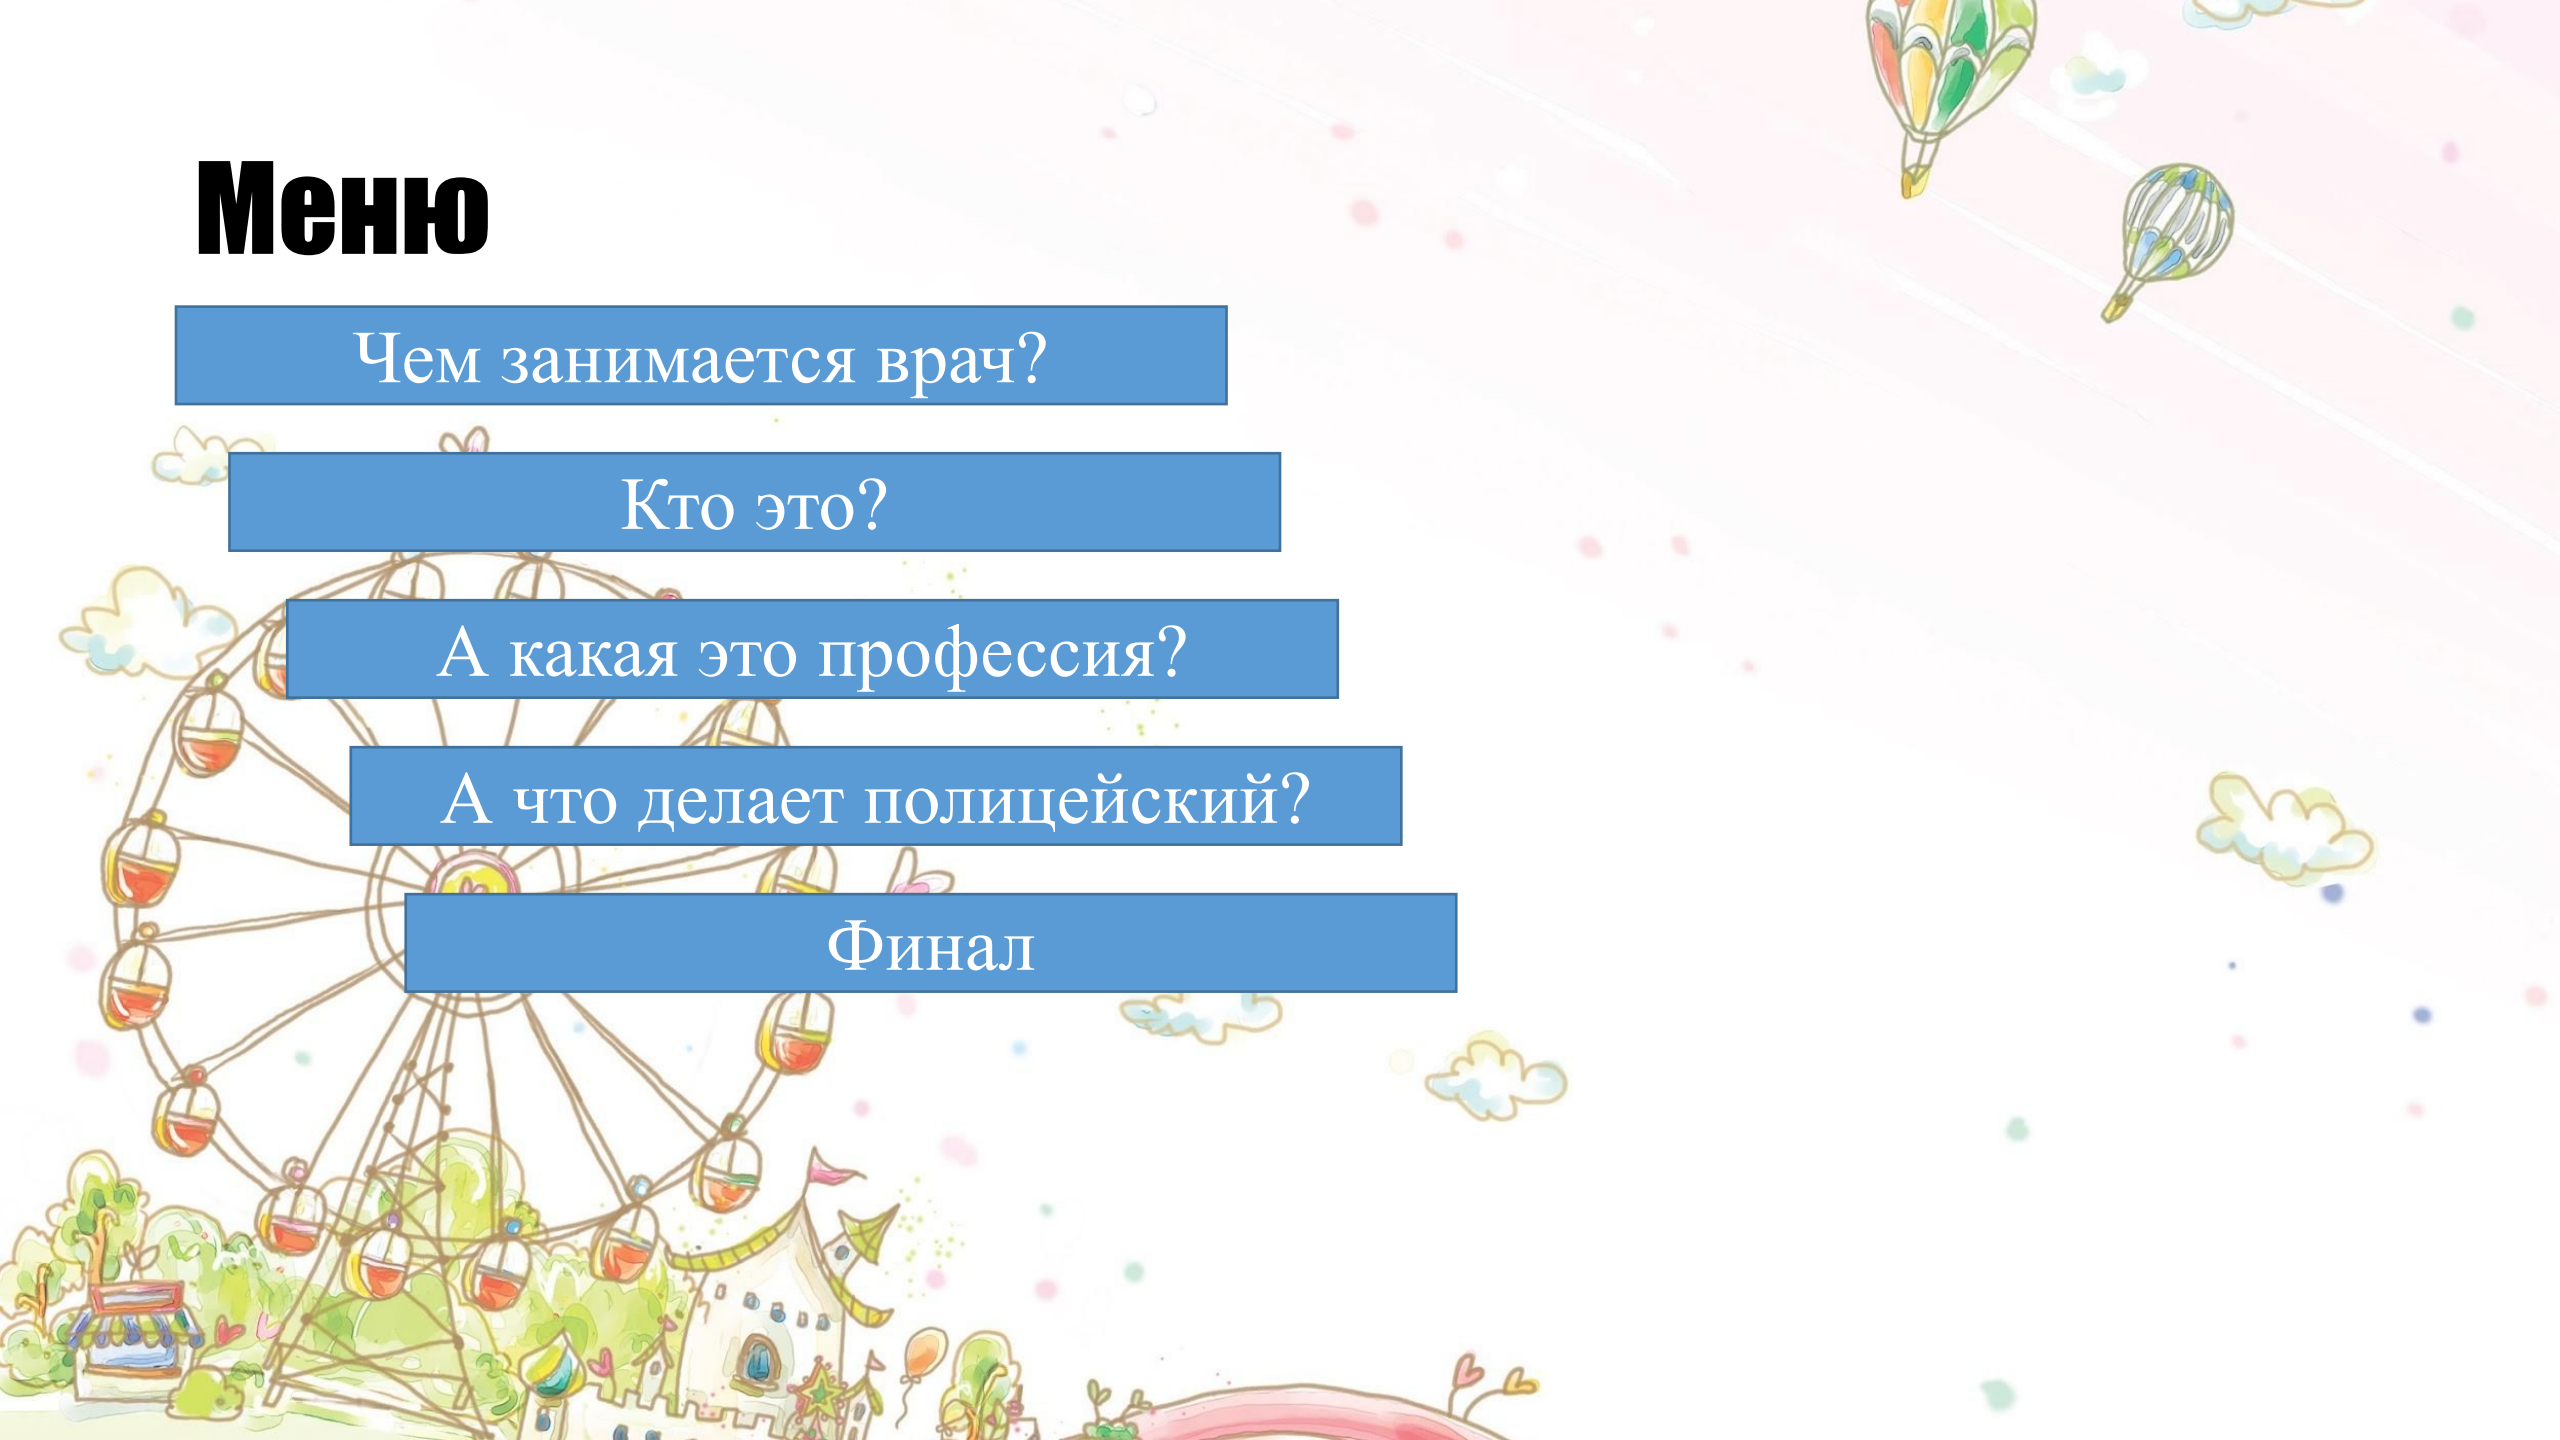 Меню
Чем занимается врач?
Кто это?
А какая это профессия?
А что делает полицейский?
Финал